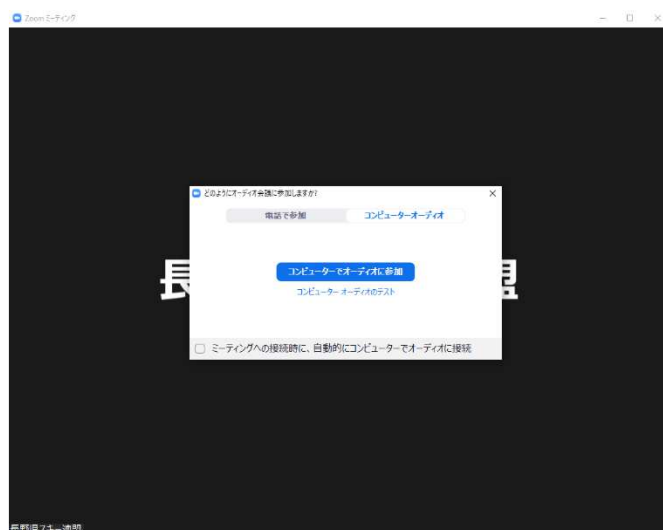 Zoom ミーティング
どのようにオーディオ会議に参加しますか?
電話で参加
コンピューターオーディオ
コンピューターでオーディオに参加
コンピューター オーディオのテスト
長 盟
ミーティングへの接続時に、自動的にコンピューターでオーディオに接続
長野県スキー連盟